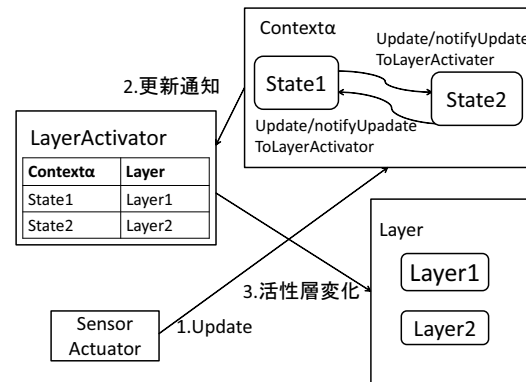 Contextα
Update/notifyUpdate
ToLayerActivater
State1
State2
Update/notifyUpadate
ToLayerActivator
2.更新通知
LayerActivator
Contextα Layer
State1 Layer1
State2 Layer2
Layer
Layer1
Layer2
3.活性層変化
1.Update
Sensor
Actuator